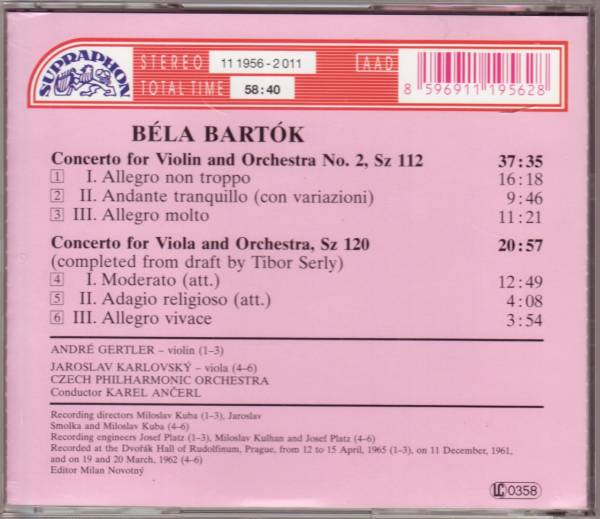 SUPRAPHON
STEREO 11 1956-2011 AAD
TOTAL TIME 58:40
8 596911 195628
BÉLA BARTÓK
Concerto for Violin and Orchestra No. 2, Sz 112 37:35
1 I. Allegro non troppo 16:18
2 II. Andante tranquillo (con variazioni) 9:46
3 III. Allegro molto 11:21
Concerto for Viola and Orchestra, Sz 120 20:57
(completed from draft by Tibor Serly)
4 I. Moderato (att.) 12:49
5 II. Adagio religioso (att.) 4:08
6 III. Allegro vivace 3:54
ANDRÉ GERTLER – violin (1–3)
JAROSLAV KARLOVSKÝ – viola (4–6)
CZECH PHILHARMONIC ORCHESTRA
Conductor KAREL ANČERL
Recording directors Miloslav Kuba (1–3), Jaroslav
Smolka and Miloslav Kuba (4–6)
Recording engineers Josef Platz (1–3), Miloslav Kulhan and Josef Platz (4–6)
Recorded at the Dvořák Hall of Rudolfinum, Prague, from 12 to 15 April, 1965 (1–3), on 11 December, 1961,
and on 19 and 20 March, 1962 (4–6)
Editor Milan Novotný
LC 0358